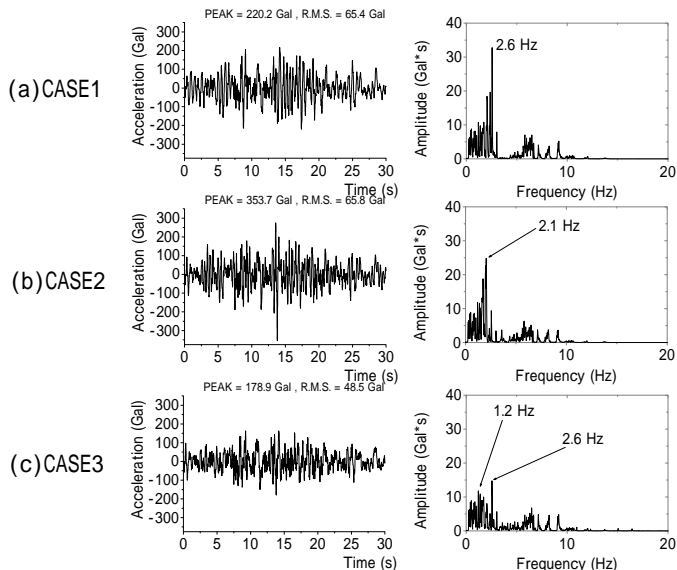 (a)CASE1
PEAK = 220.2 Gal , R.M.S. = 65.4 Gal
Acceleration (Gal)
300
200
100
0
-100
-200
-300
0 5 10 15 20 25 30
Time (s)
Amplitude (Gal*s)
40
30
20
10
0
2.6 Hz
0 10 20
Frequency (Hz)
(b)CASE2
PEAK = 353.7 Gal , R.M.S. = 65.8 Gal
Acceleration (Gal)
300
200
100
0
-100
-200
-300
0 5 10 15 20 25 30
Time (s)
Amplitude (Gal*s)
40
30
20
10
0
2.1 Hz
0 10 20
Frequency (Hz)
(c)CASE3
PEAK = 178.9 Gal , R.M.S. = 48.5 Gal
Acceleration (Gal)
300
200
100
0
-100
-200
-300
0 5 10 15 20 25 30
Time (s)
Amplitude (Gal*s)
40
30
20
10
0
1.2 Hz
2.6 Hz
0 10 20
Frequency (Hz)